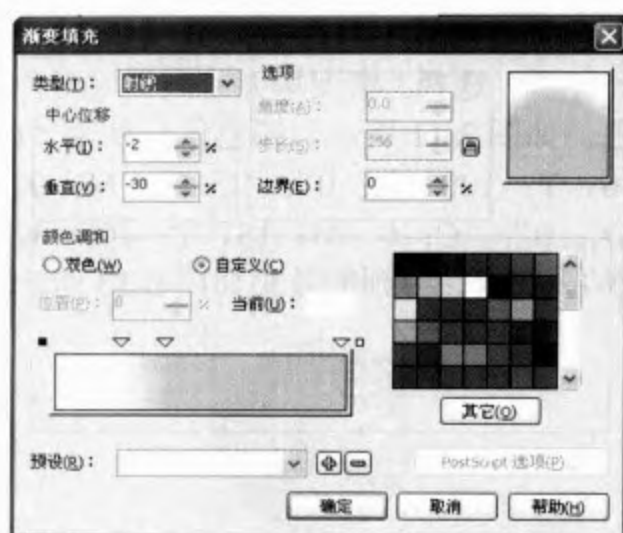 渐变填充
类型(T)： 射线
选项
角度(A)： 0.0
中心位移
水平(I)： -2 %
步长(S)： 256
垂直(V)： -30 %
边界(E)： 0 %
颜色调和
双色(W) 自定义(C)
位置(P)： 0 % 当前(U)：
其它(O)
预设(R)：
PostScript 选项(P)...
确定 取消 帮助(H)